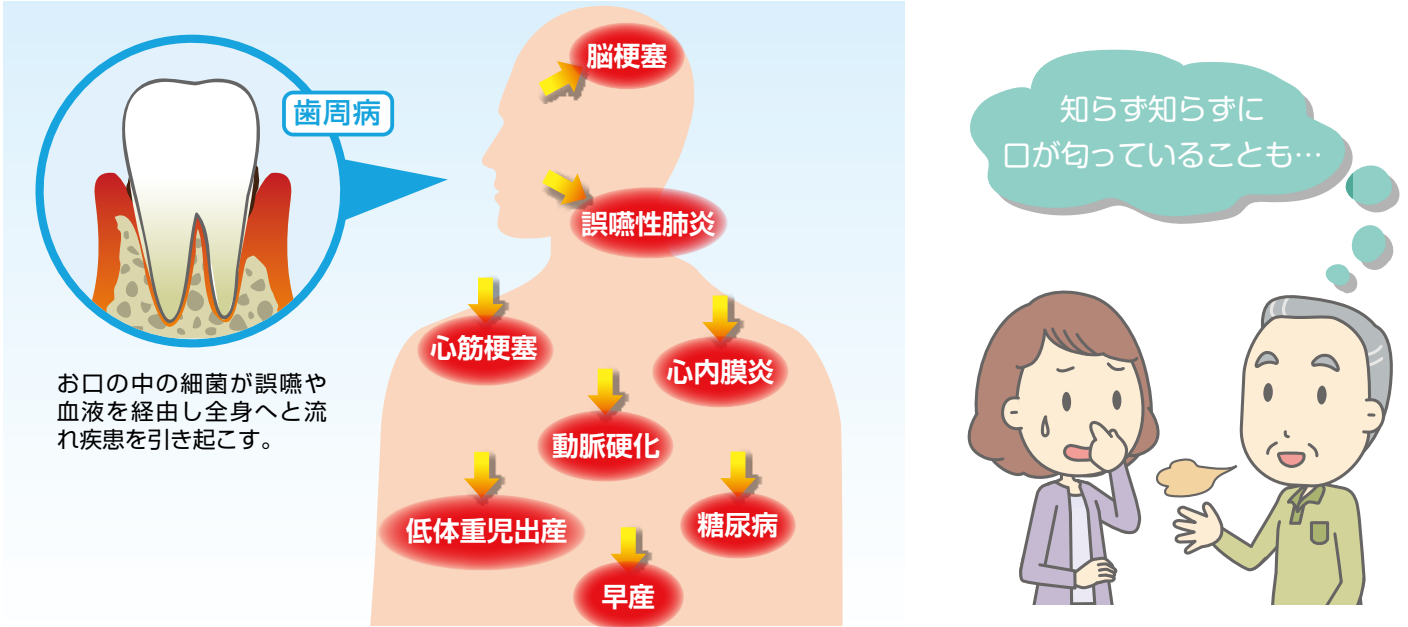 歯周病
お口の中の細菌が誤嚥や
血液を経由し全身へと流
れ疾患を引き起こす。
脳梗塞
誤嚥性肺炎
心筋梗塞
心内膜炎
動脈硬化
低体重児出産
糖尿病
早産
知らず知らずに
口が匂っていることも…